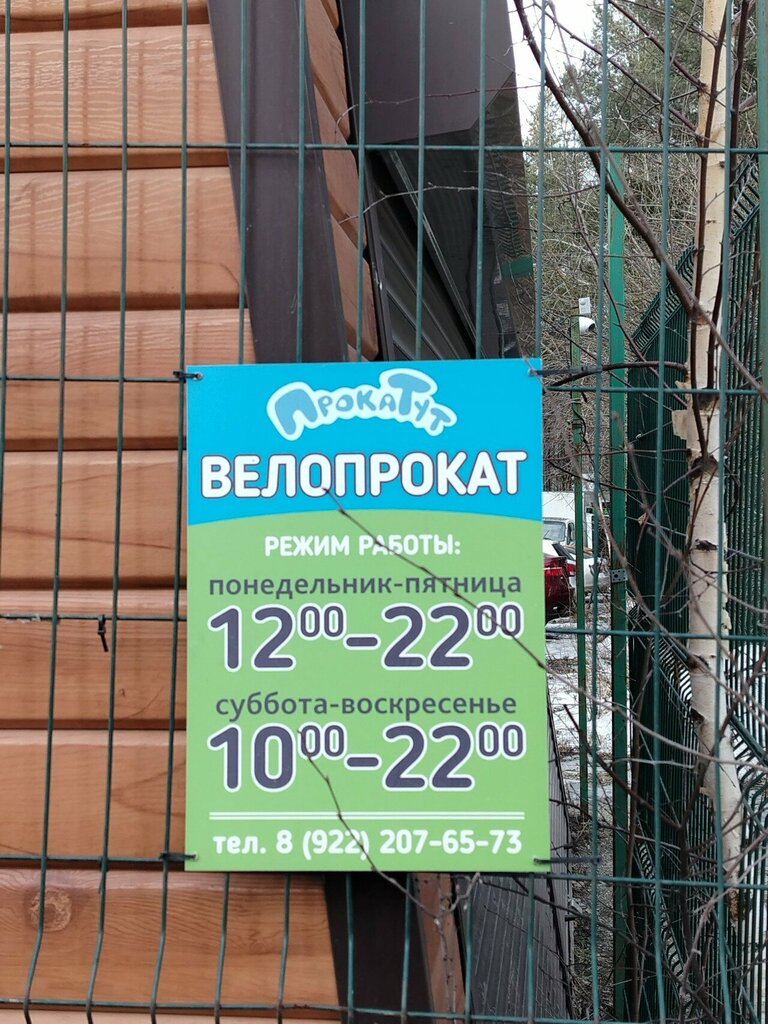 ПРОКАТУТ
ВЕЛОПРОКАТ
РЕЖИМ РАБОТЫ:
понедельник-пятница
12⁰⁰-22⁰⁰
суббота-воскресенье
10⁰⁰-22⁰⁰
тел. 8 (922) 207-65-73